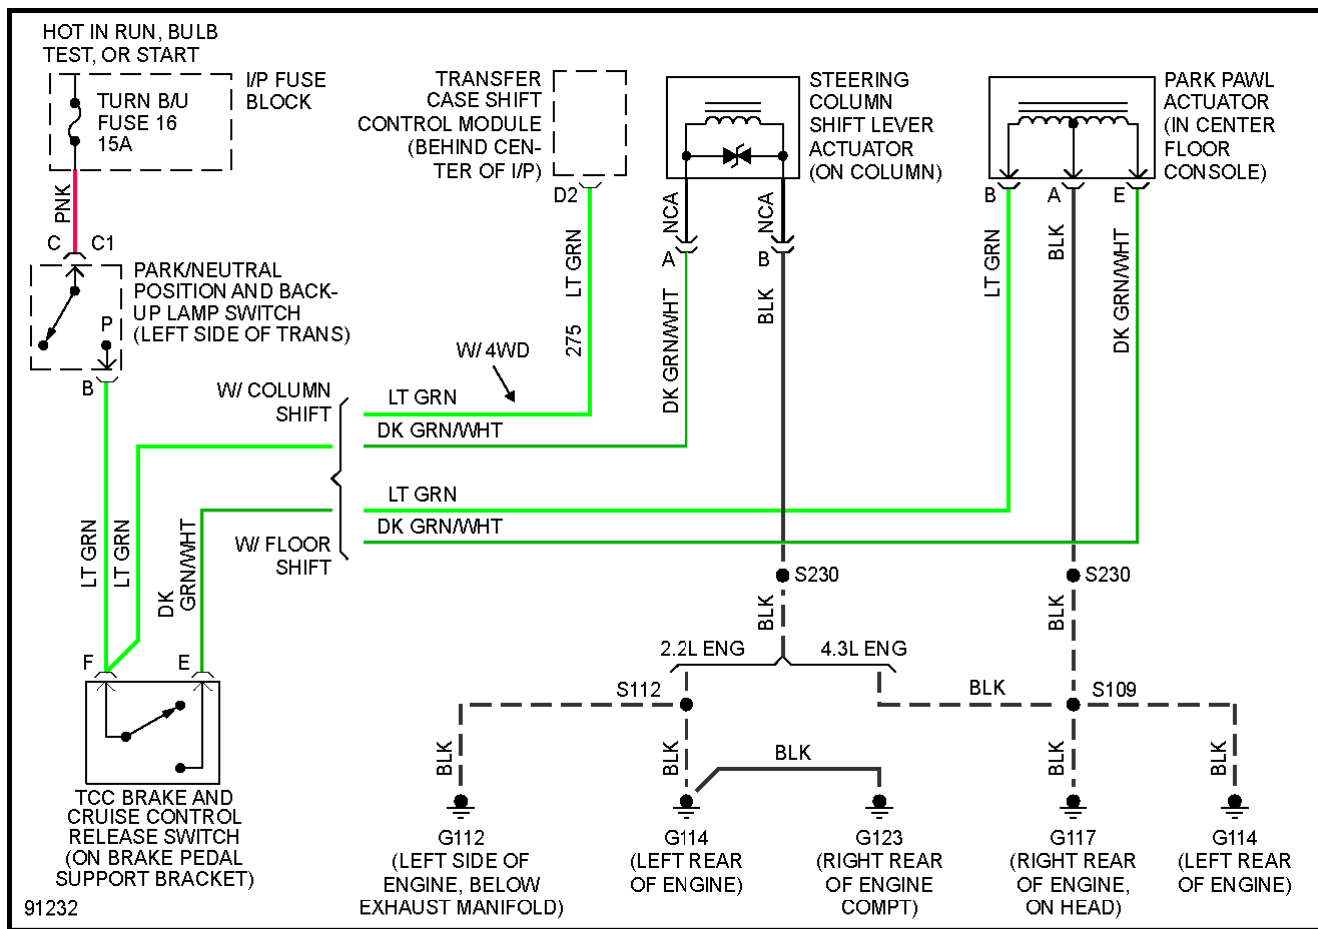 HOT IN RUN, BULB
TEST, OR START
I/P FUSE
BLOCK
TURN B/U
FUSE 16
15A
PNK
C
C1
PARK/NEUTRAL
POSITION AND BACK-
UP LAMP SWITCH
(LEFT SIDE OF TRANS)
P
B
TRANSFER
CASE SHIFT
CONTROL MODULE
(BEHIND CEN-
TER OF I/P)
D2
LT GRN
275
STEERING
COLUMN
SHIFT LEVER
ACTUATOR
(ON COLUMN)
NCA
NCA
A
B
DK GRN/WHT
BLK
PARK PAWL
ACTUATOR
(IN CENTER
FLOOR
CONSOLE)
B
A
E
LT GRN
BLK
DK GRN/WHT
W/ 4WD
W/ COLUMN
SHIFT
LT GRN
DK GRN/WHT
LT GRN
DK GRN/WHT
W/ FLOOR
SHIFT
LT GRN
LT GRN
DK
GRN/WHT
F
E
TCC BRAKE AND
CRUISE CONTROL
RELEASE SWITCH
(ON BRAKE PEDAL
SUPPORT BRACKET)
S230
S230
BLK
BLK
2.2L ENG
4.3L ENG
S112
BLK
S109
BLK
BLK
BLK
BLK
BLK
G112
(LEFT SIDE OF
ENGINE, BELOW
EXHAUST MANIFOLD)
G114
(LEFT REAR
OF ENGINE)
G123
(RIGHT REAR
OF ENGINE
COMPT)
G117
(RIGHT REAR
OF ENGINE,
ON HEAD)
G114
(LEFT REAR
OF ENGINE)
91232